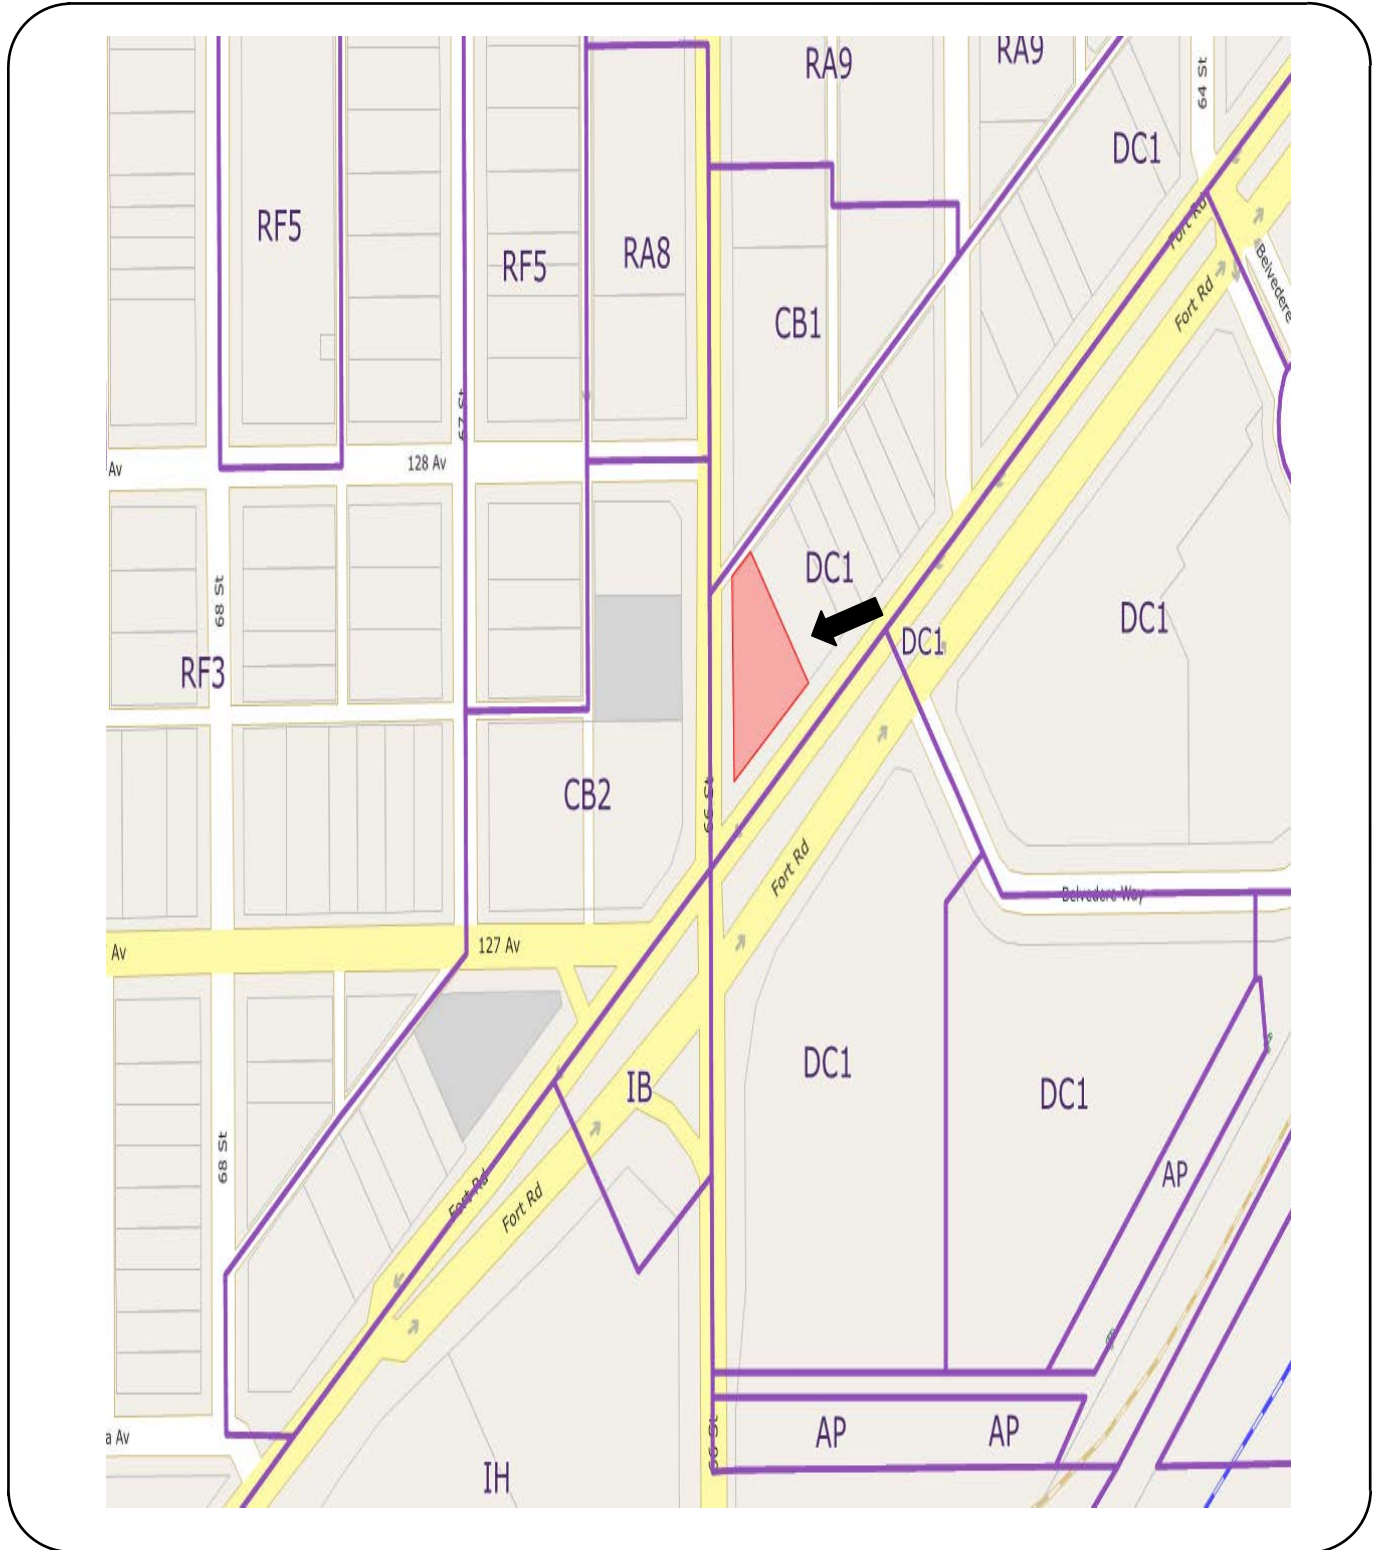 RA9
RA9
64 St
DC1
RF5
RF5
RA8
Fort Rd
Belvedere
Fort Rd
CB1
67 St
Av
128 Av
DC1
68 St
DC1
DC1
RF3
CB2
66 St
Fort Rd
Belvedere Way
Av
127 Av
DC1
IB
DC1
68 St
AP
Fort Rd
Fort Rd
a Av
AP
AP
66 St
IH